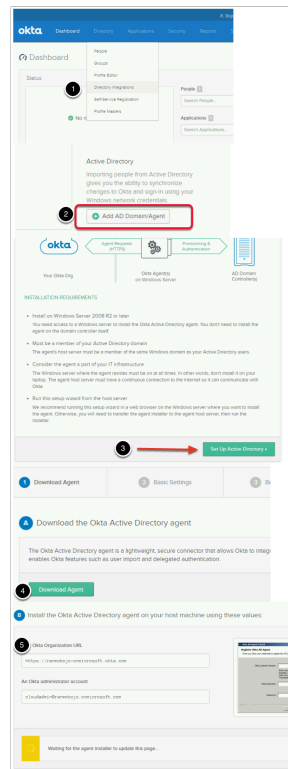 okta
Dashboard
Directory
Applications
Security
Reports
Dashboard
People
Groups
Profile Editor
Directory Integrations
Self-Service Registration
Profile Masters
Status
1
People
Search People...
Applications
Search Applications...
Active Directory
Importing people from Active Directory
gives you the ability to synchronize
changes to Okta and sign-in using your
Windows network credentials.
2
Add AD Domain/Agent
okta
Agent Requests
(HTTPS)
Provisioning &
Authentication
Your Okta Org
Okta Agent(s)
on Windows Server
AD Domain
Controller(s)
INSTALLATION REQUIREMENTS
• Install on Windows Server 2008 R2 or later
You need access to a Windows server to install the Okta Active Directory agent. You don't need to install the
agent on the domain controller itself
• Must be a member of your Active Directory domain
The agent's host server must be a member of the same Windows domain as your Active Directory users
• Consider the agent a part of your IT infrastructure
The Windows server where the agent resides must be on at all times. In other words, don't install it on your
laptop. The agent host server must have a continuous connection to the internet so it can communicate with
Okta.
• Run this setup wizard from the host server
We recommend running this setup wizard in a web browser on the Windows server where you want to install
the agent. Otherwise, you will need to transfer the agent installer to the agent host server, then run the
installer
3
Set Up Active Directory
1 Download Agent
2 Basic Settings
3
A Download the Okta Active Directory agent
The Okta Active Directory agent is a lightweight, secure connector that allows Okta to integ
enables Okta features such as user import and delegated authentication.
4
Download Agent
B Install the Okta Active Directory agent on your host machine using these values:
5
Okta Organization URL
An Okta administrator account
Waiting for the agent installer to update this page...